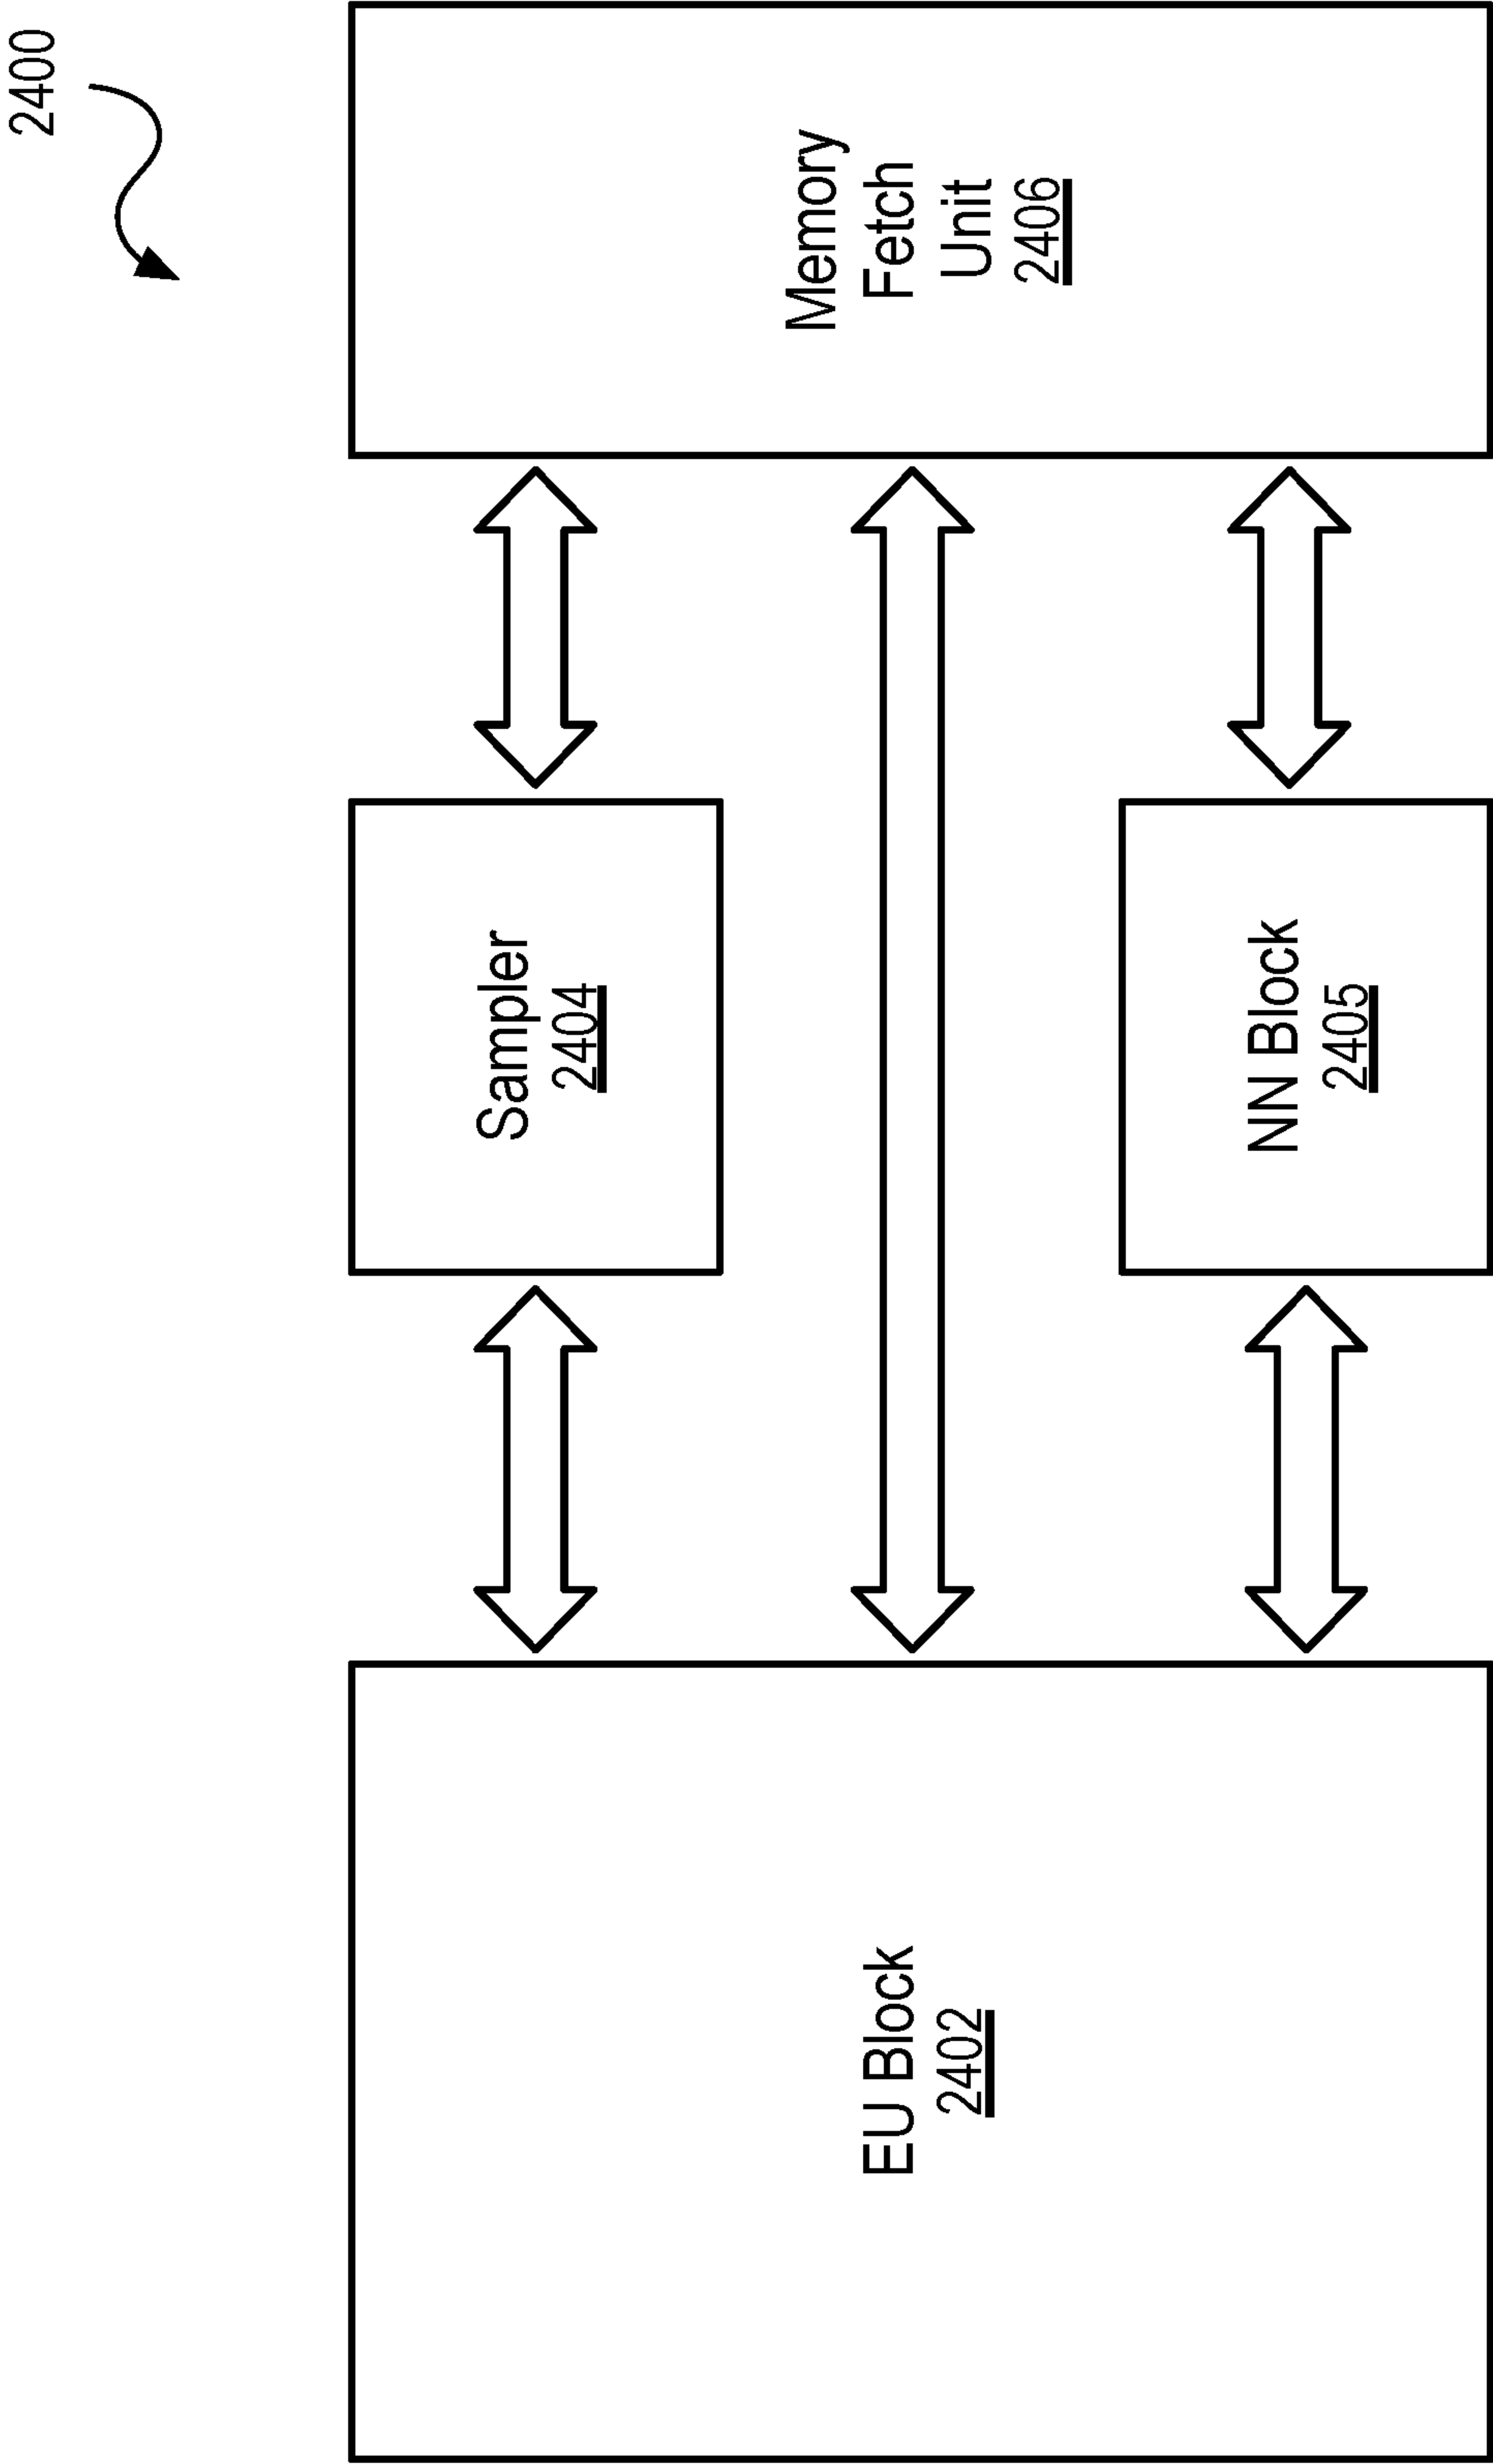 2400
EU Block
2402
Sampler
2404
NN Block
2405
Memory
Fetch
Unit
2406